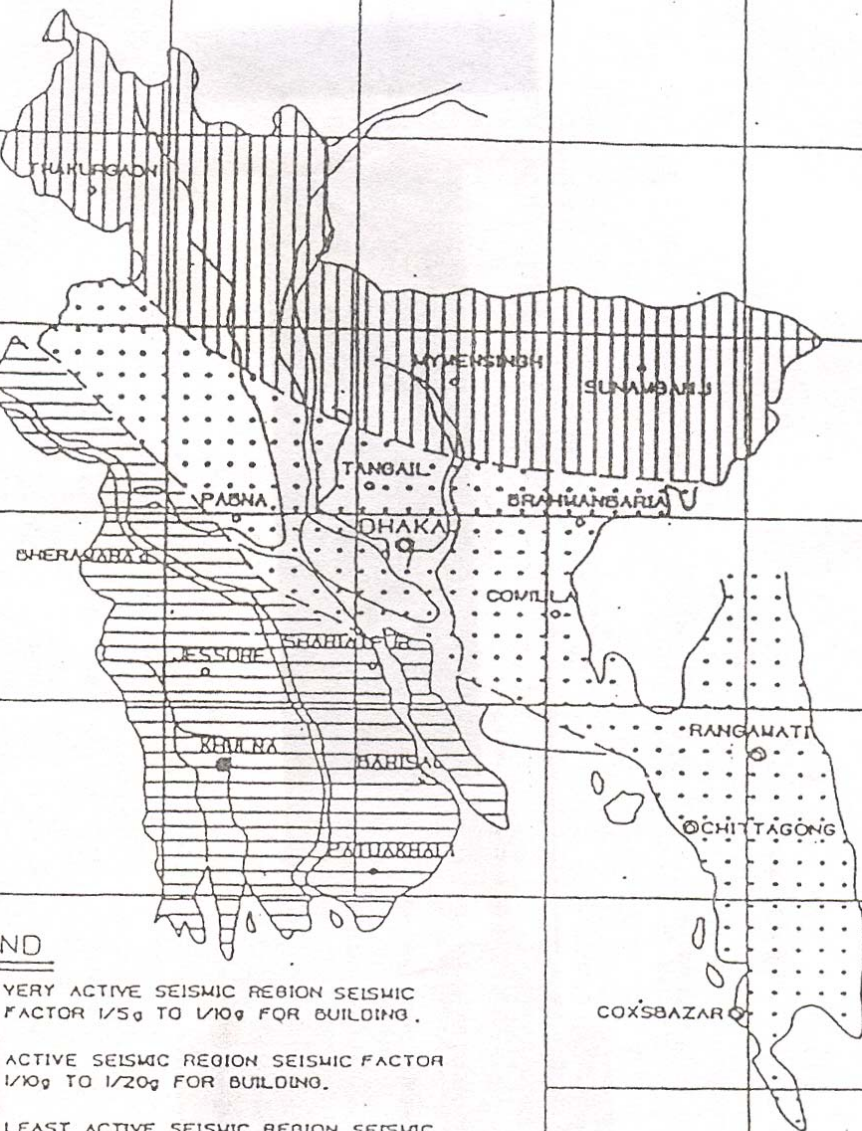 THAKURGAON
MYMENSINGH
SUNAMGANJ
TANGAIL
PABNA
BRAHMANBARIA
DHAKA
BHERAMARA
COMILLA
SHARIATPUR
JESSORE
RANGAMATI
KHULNA
BARISAL
CHITTAGONG
PATUAKHALI
ND
VERY ACTIVE SEISMIC REGION SEISMIC
FACTOR 1/5g TO 1/10g FOR BUILDING.
COXSBAZAR
ACTIVE SEISMIC REGION SEISMIC FACTOR
1/10g TO 1/20g FOR BUILDING.
LEAST ACTIVE SEISMIC REGION SEISMIC